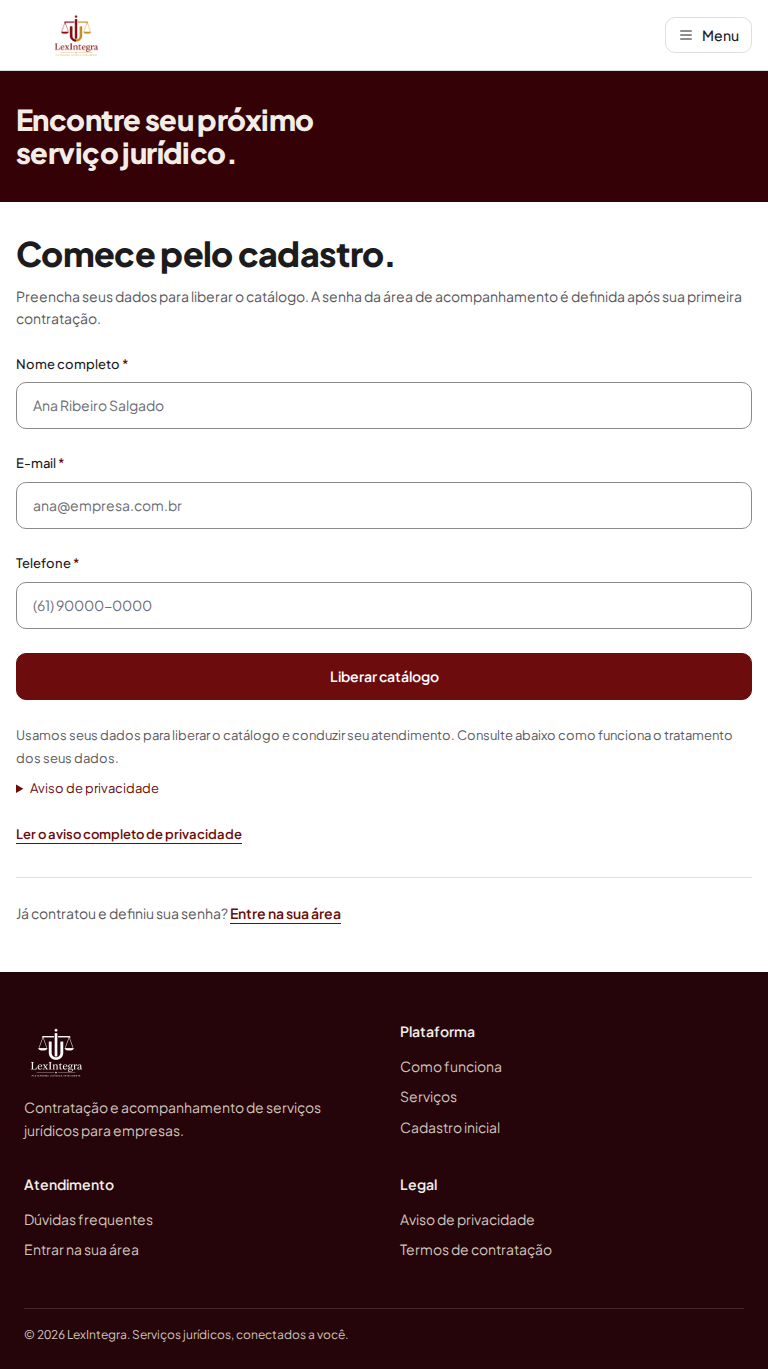 LexIntegra
Menu
Encontre seu próximo
serviço jurídico.
Comece pelo cadastro.
Preencha seus dados para liberar o catálogo. A senha da área de acompanhamento é definida após sua primeira
contratação.
Nome completo *
Ana Ribeiro Salgado
E-mail *
ana@empresa.com.br
Telefone *
(61) 90000-0000
Liberar catálogo
Usamos seus dados para liberar o catálogo e conduzir seu atendimento. Consulte abaixo como funciona o tratamento
dos seus dados.
Aviso de privacidade
Ler o aviso completo de privacidade
Já contratou e definiu sua senha? Entre na sua área
LexIntegra
Contratação e acompanhamento de serviços
jurídicos para empresas.
Plataforma
Como funciona
Serviços
Cadastro inicial
Atendimento
Dúvidas frequentes
Entrar na sua área
Legal
Aviso de privacidade
Termos de contratação
© 2026 LexIntegra. Serviços jurídicos, conectados a você.